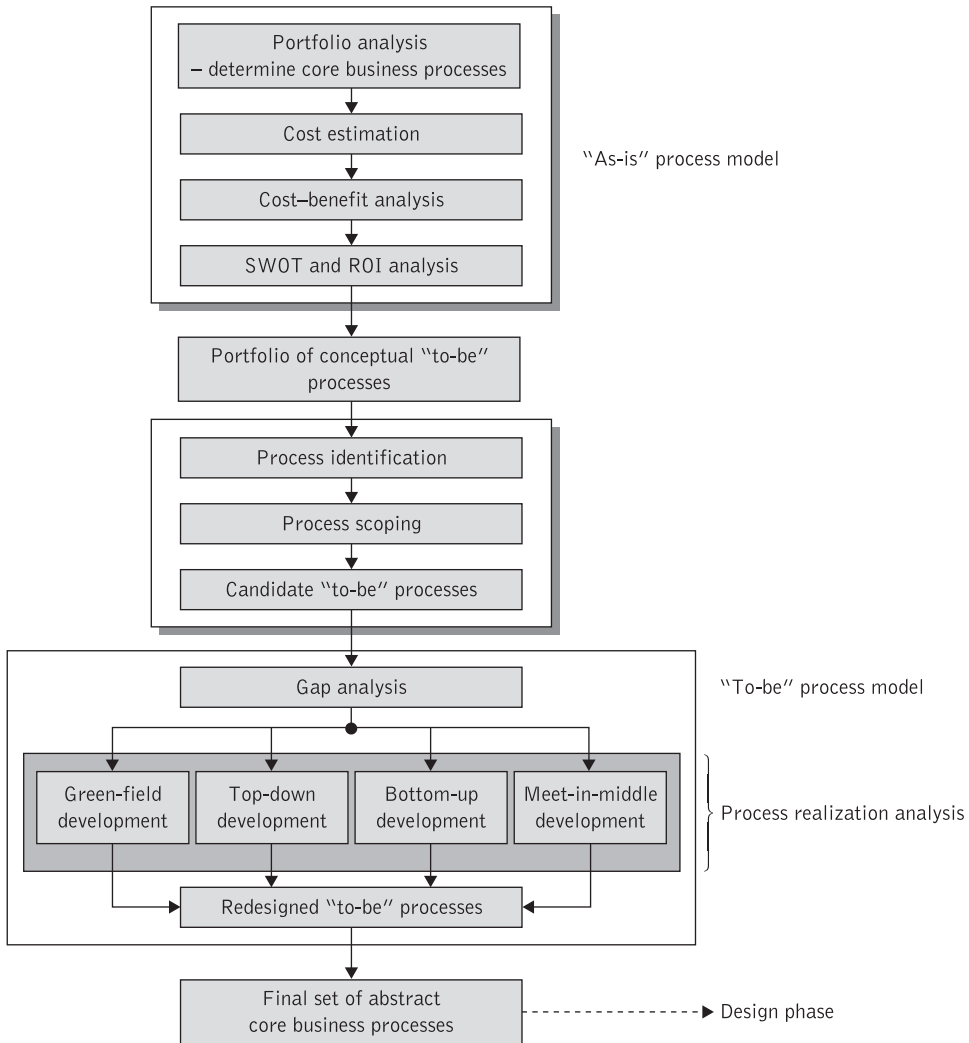 Portfolio analysis
– determine core business processes
Cost estimation
“As-is” process model
Cost–benefit analysis
SWOT and ROI analysis
Portfolio of conceptual “to-be”
processes
Process identification
Process scoping
Candidate “to-be” processes
Gap analysis
“To-be” process model
Green-field
development
Top-down
development
Bottom-up
development
Meet-in-middle
development
Process realization analysis
Redesigned “to-be” processes
Final set of abstract
core business processes
Design phase